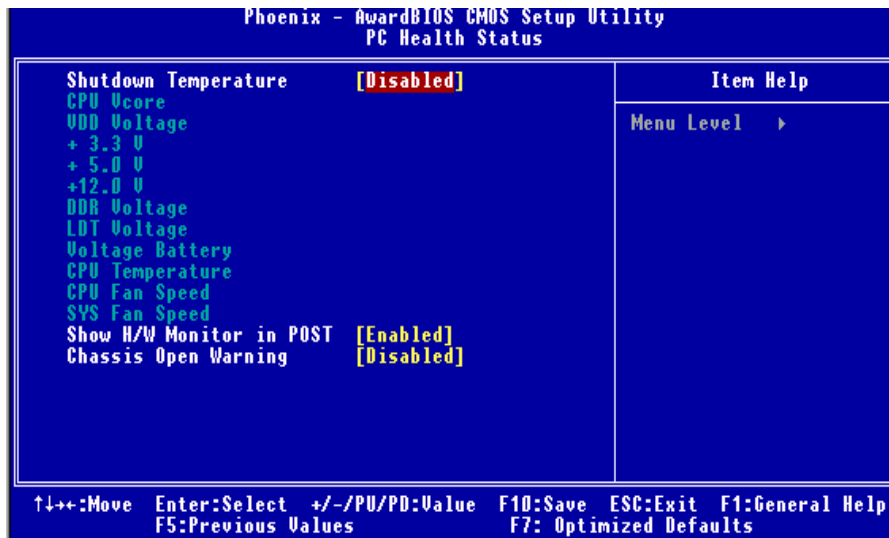 Phoenix - AwardBIOS CMOS Setup Utility
PC Health Status
Shutdown Temperature [Disabled]
CPU Vcore
VDD Voltage
+ 3.3 V
+ 5.0 V
+12.0 V
DDR Voltage
LDT Voltage
Voltage Battery
CPU Temperature
CPU Fan Speed
SYS Fan Speed
Show H/W Monitor in POST [Enabled]
Chassis Open Warning [Disabled]
Item Help
Menu Level ▸
↑↓→←:Move Enter:Select +/-/PU/PD:Value F10:Save ESC:Exit F1:General Help
F5:Previous Values F7: Optimized Defaults